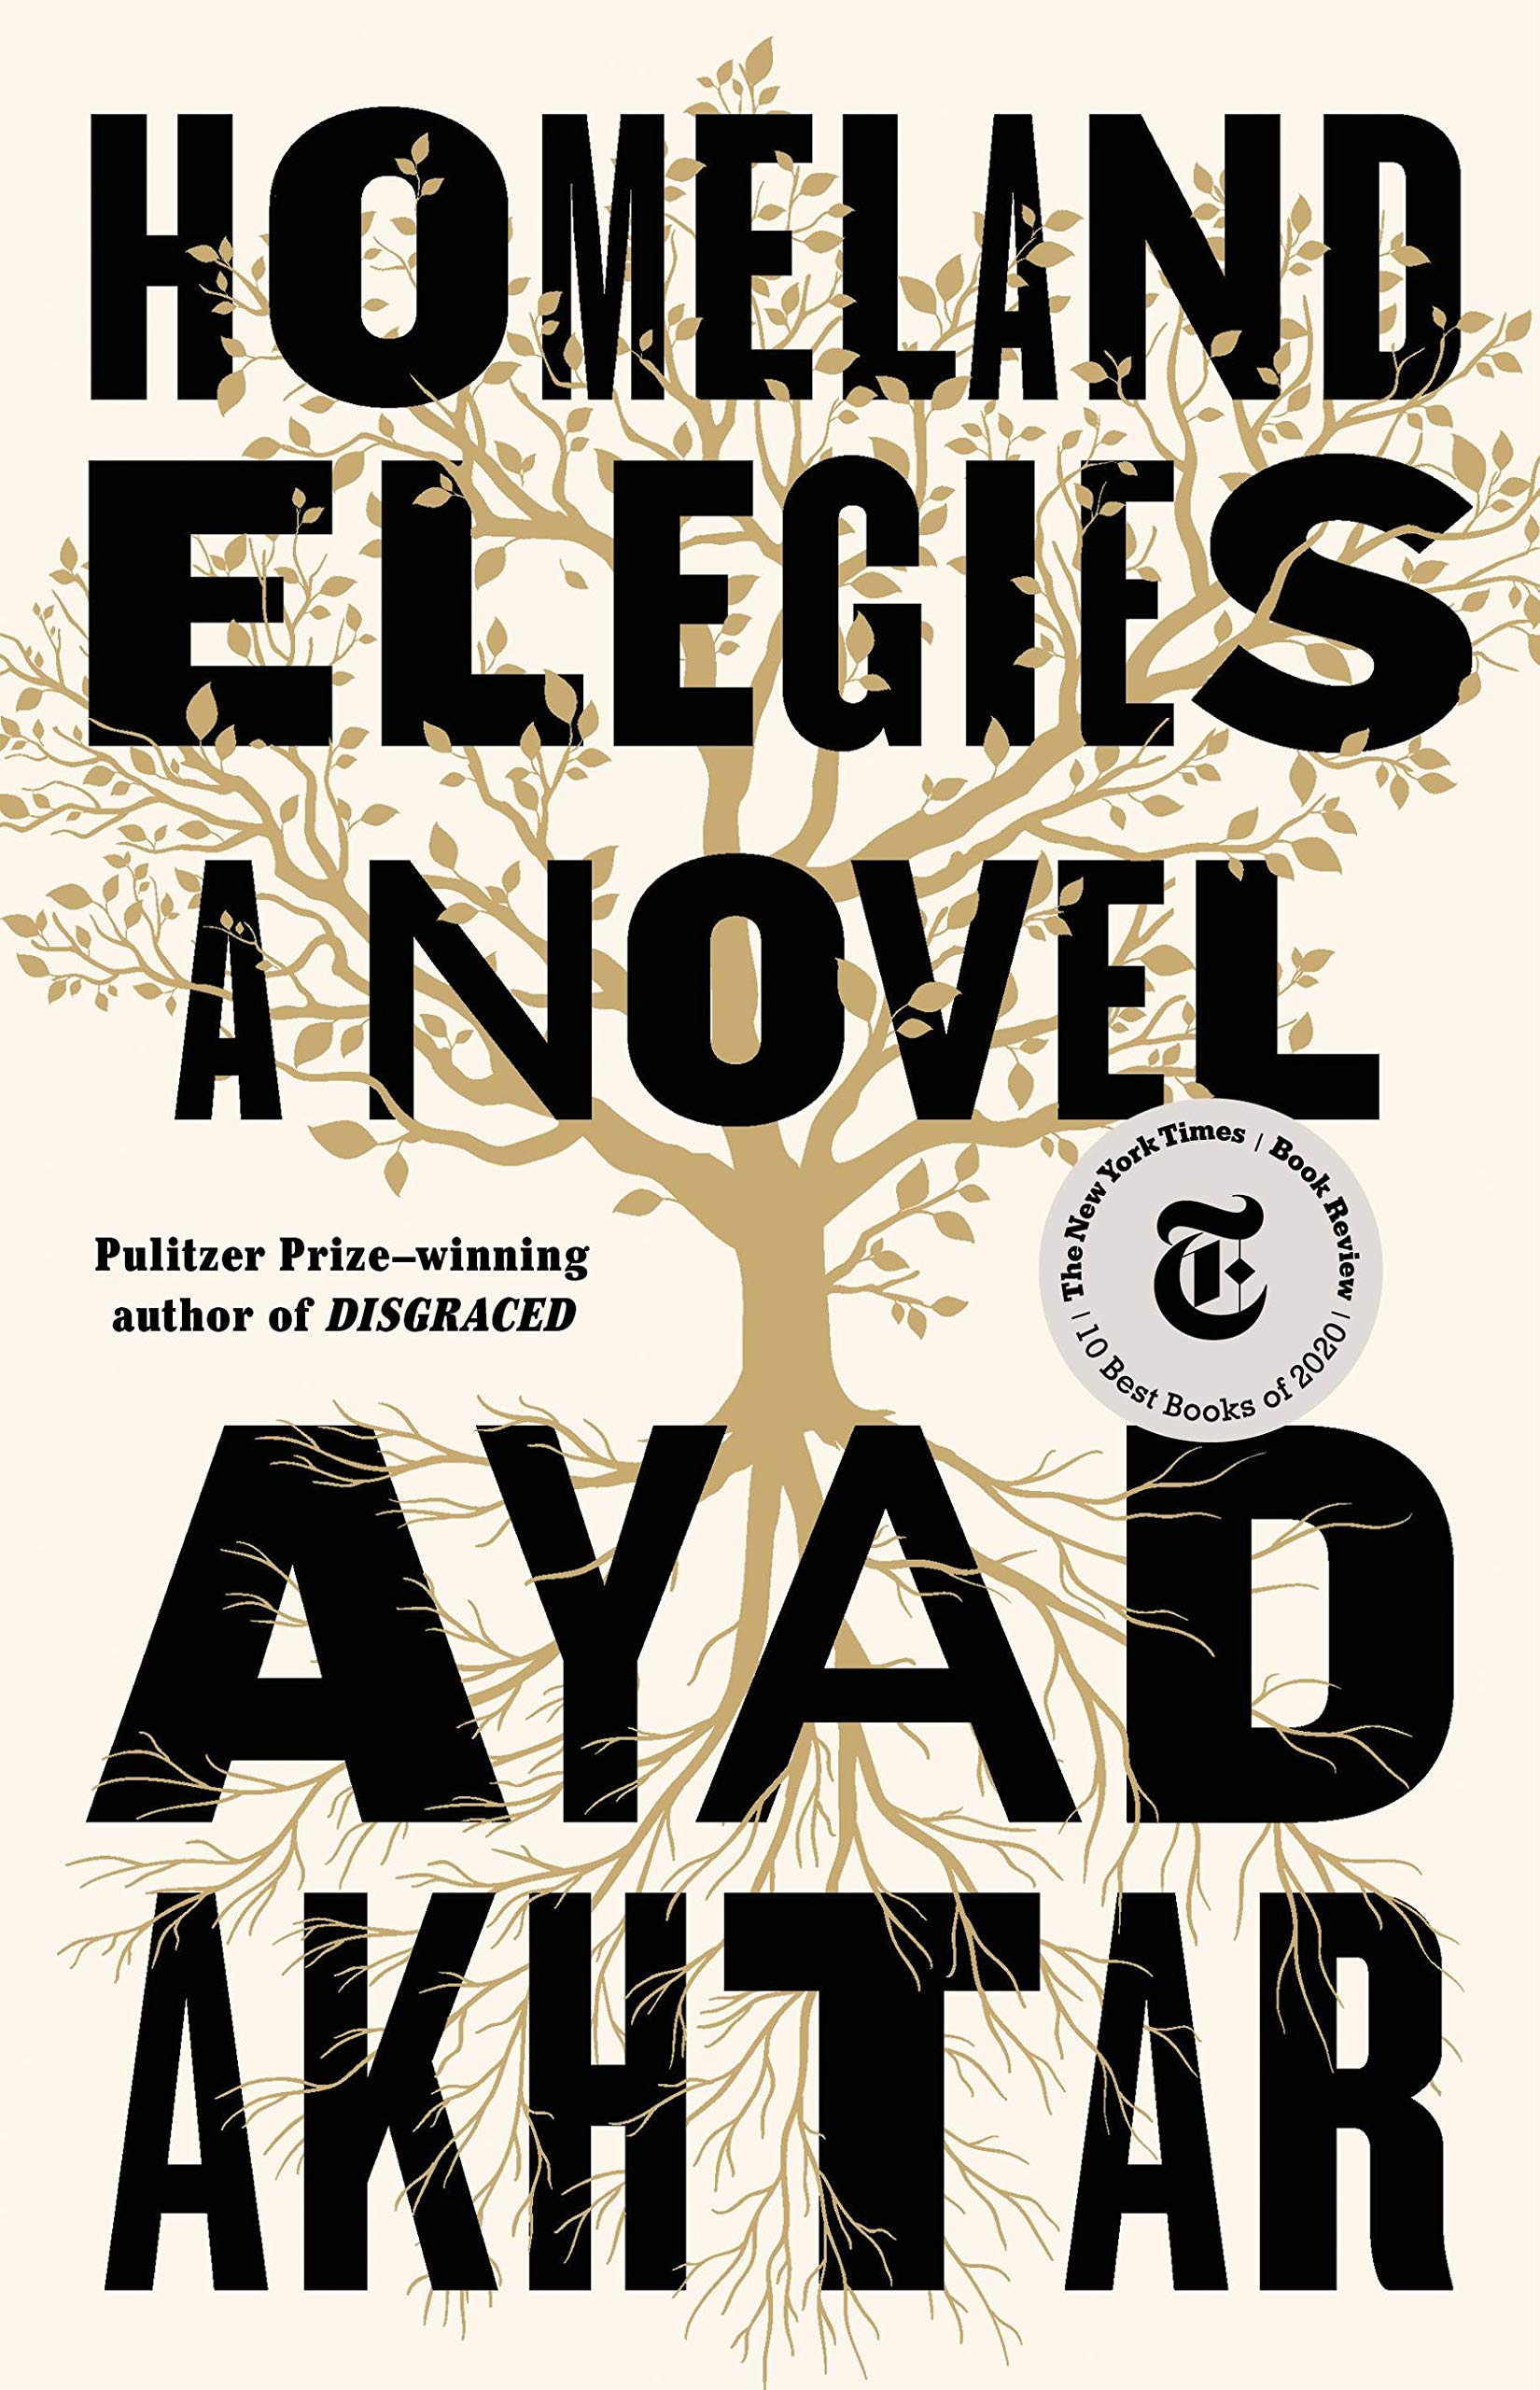 HOMELAND
ELEGIES
A NOVEL
Pulitzer Prize–winning
author of DISGRACED
The New York Times | Book Review
T
| 10 Best Books of 2020 |
AYAD
AKHTAR